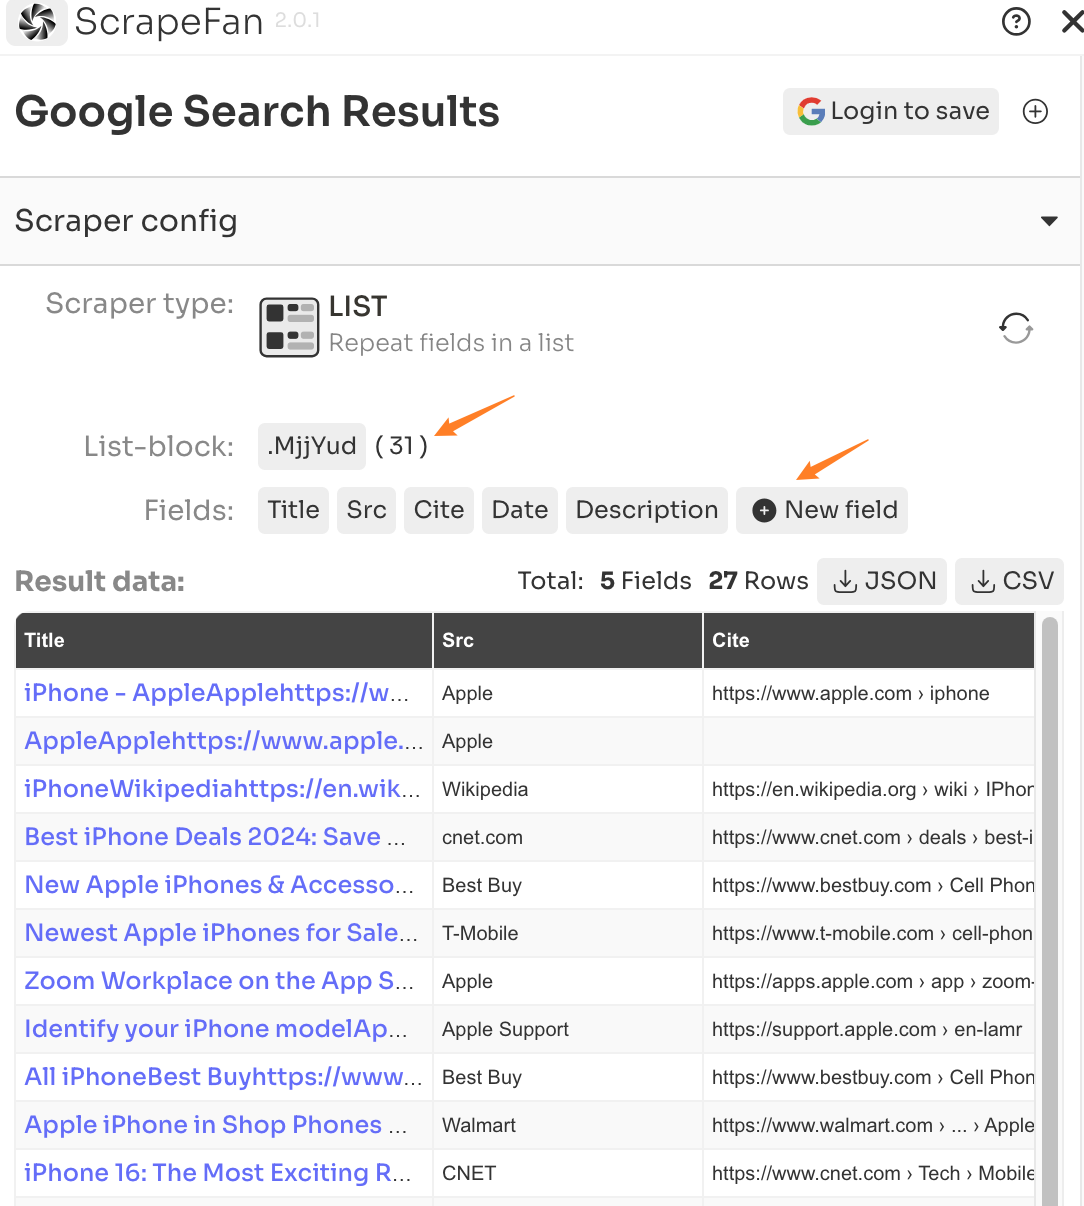 ScrapeFan 2.0.1
Google Search Results
Login to save
Scraper config
Scraper type:
LIST
Repeat fields in a list
List-block: .MjjYud (31)
Fields: Title Src Cite Date Description New field
Result data: Total: 5 Fields 27 Rows JSON CSV
Title Src Cite
iPhone - AppleApplehttps://w... Apple https://www.apple.com › iphone
AppleApplehttps://www.apple.... Apple
iPhoneWikipediahttps://en.wik... Wikipedia https://en.wikipedia.org › wiki › IPhon
Best iPhone Deals 2024: Save ... cnet.com https://www.cnet.com › deals › best-i
New Apple iPhones & Accesso... Best Buy https://www.bestbuy.com › Cell Phon
Newest Apple iPhones for Sale... T-Mobile https://www.t-mobile.com › cell-phon
Zoom Workplace on the App S... Apple https://apps.apple.com › app › zoom-
Identify your iPhone modelAp... Apple Support https://support.apple.com › en-lamr
All iPhoneBest Buyhttps://www... Best Buy https://www.bestbuy.com › Cell Phon
Apple iPhone in Shop Phones ... Walmart https://www.walmart.com › ... › Apple
iPhone 16: The Most Exciting R... CNET https://www.cnet.com › Tech › Mobile